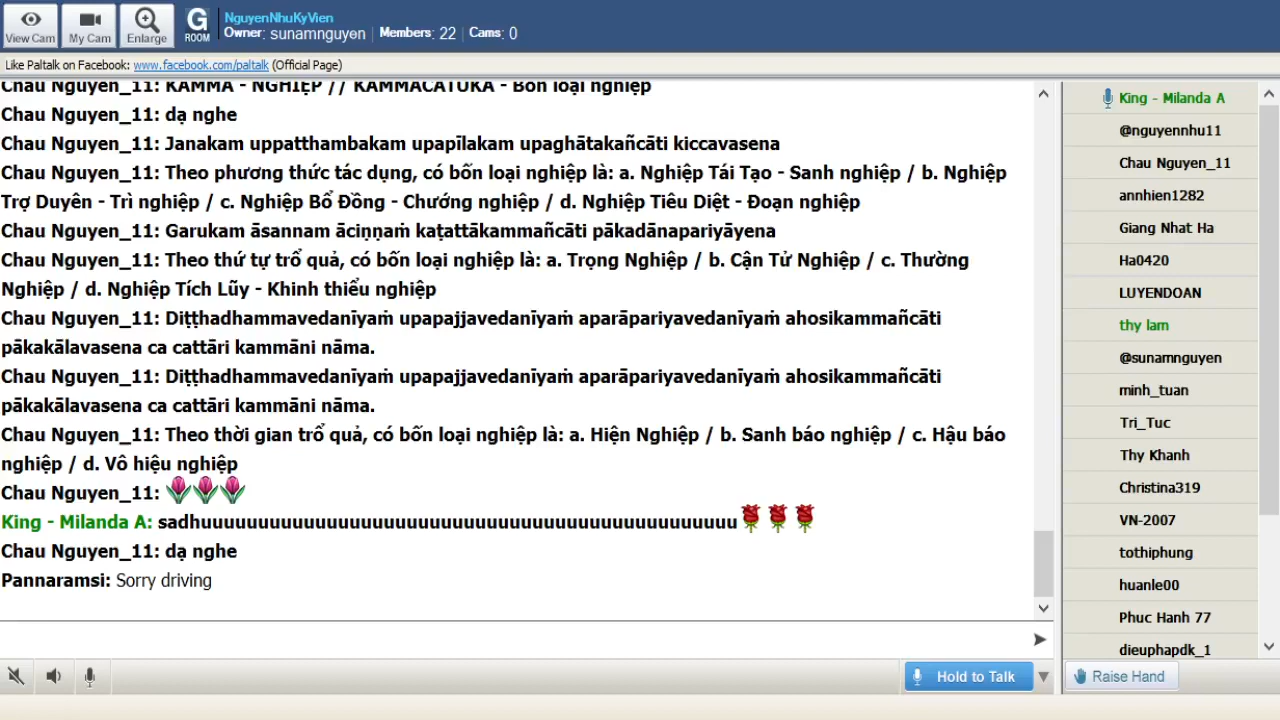 View Cam
My Cam
Enlarge
G
ROOM
NguyenNhuKyVien
Owner: sunamnguyen | Members: 22 | Cams: 0
Like Paltalk on Facebook: www.facebook.com/paltalk (Official Page)
Chau Nguyen_11: KAMMA - NGHIỆP // KAMMACATUKA - Bốn loại nghiệp
Chau Nguyen_11: dạ nghe
Chau Nguyen_11: Janakam uppatthambakam upapīlakam upaghātakañcāti kiccavasena
Chau Nguyen_11: Theo phương thức tác dụng, có bốn loại nghiệp là: a. Nghiệp Tái Tạo - Sanh nghiệp / b. Nghiệp
Trợ Duyên - Trì nghiệp / c. Nghiệp Bổ Đồng - Chướng nghiệp / d. Nghiệp Tiêu Diệt - Đoạn nghiệp
Chau Nguyen_11: Garukam āsannam āciṇṇaṁ kaṭattākammañcāti pākadānapariyāyena
Chau Nguyen_11: Theo thứ tự trổ quả, có bốn loại nghiệp là: a. Trọng Nghiệp / b. Cận Tử Nghiệp / c. Thường
Nghiệp / d. Nghiệp Tích Lũy - Khinh thiểu nghiệp
Chau Nguyen_11: Diṭṭhadhammavedanīyaṁ upapajjavedanīyaṁ aparāpariyavedanīyaṁ ahosikammañcāti
pākakālavasena ca cattāri kammāni nāma.
Chau Nguyen_11: Diṭṭhadhammavedanīyaṁ upapajjavedanīyaṁ aparāpariyavedanīyaṁ ahosikammañcāti
pākakālavasena ca cattāri kammāni nāma.
Chau Nguyen_11: Theo thời gian trổ quả, có bốn loại nghiệp là: a. Hiện Nghiệp / b. Sanh báo nghiệp / c. Hậu báo
nghiệp / d. Vô hiệu nghiệp
Chau Nguyen_11:
King - Milanda A: sadhuuuuuuuuuuuuuuuuuuuuuuuuuuuuuuuuuuuuuuuuuuuuuuu
Chau Nguyen_11: dạ nghe
Pannaramsi: Sorry driving
Hold to Talk
King - Milanda A
@nguyennhu11
Chau Nguyen_11
annhien1282
Giang Nhat Ha
Ha0420
LUYENDOAN
thy lam
@sunamnguyen
minh_tuan
Tri_Tuc
Thy Khanh
Christina319
VN-2007
tothiphung
huanle00
Phuc Hanh 77
dieuphapdk_1
Raise Hand